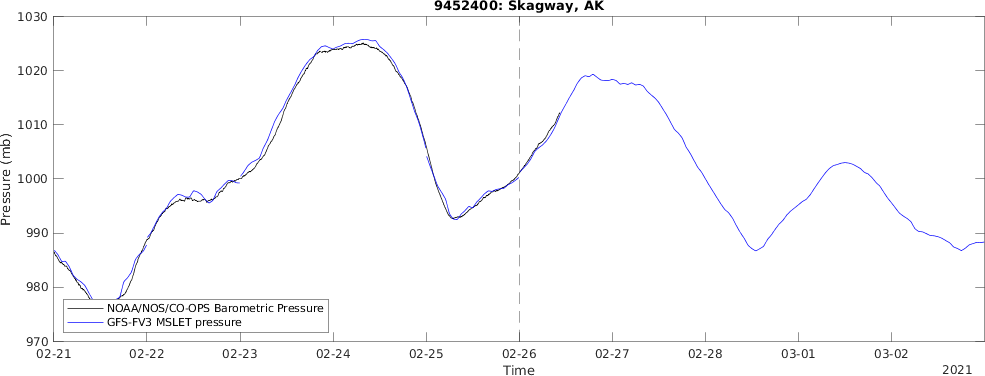 9452400: Skagway, AK
1030
1020
1010
1000
990
980
970
Pressure (mb)
NOAA/NOS/CO-OPS Barometric Pressure
GFS-FV3 MSLET pressure
02-21 02-22 02-23 02-24 02-25 02-26 02-27 02-28 03-01 03-02
Time
2021